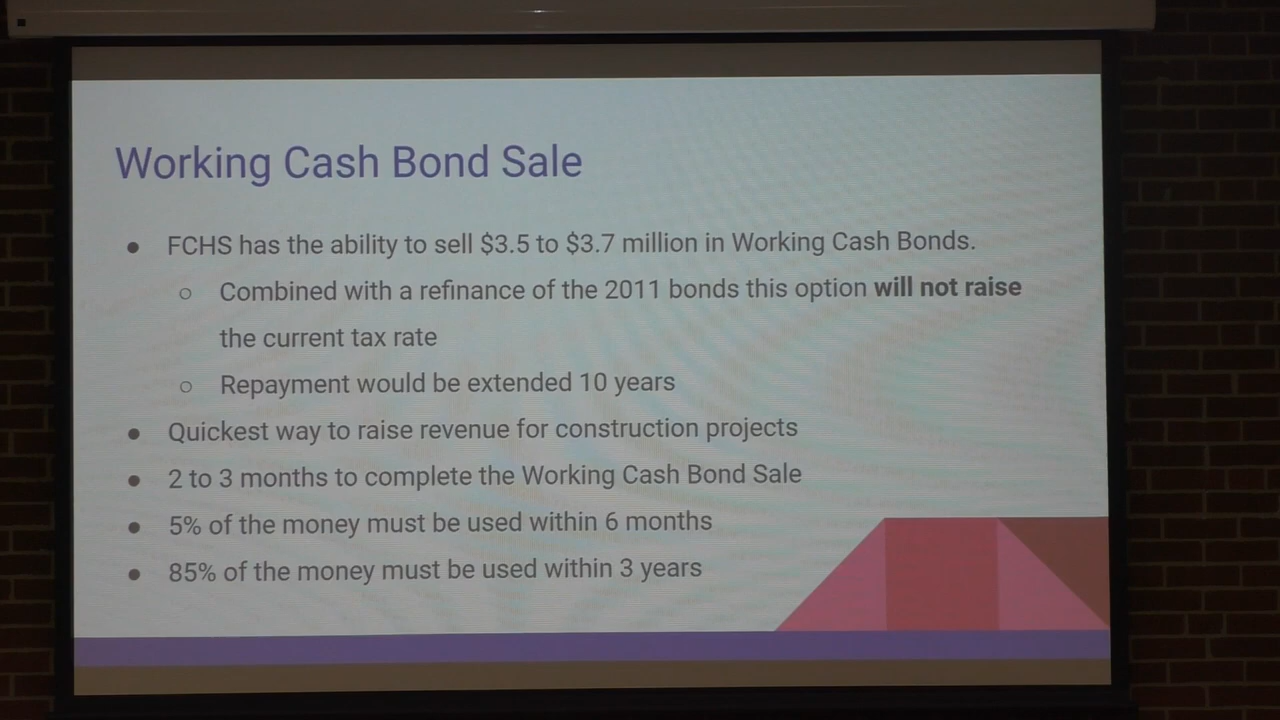 Working Cash Bond Sale
● FCHS has the ability to sell $3.5 to $3.7 million in Working Cash Bonds.
○ Combined with a refinance of the 2011 bonds this option will not raise
the current tax rate
○ Repayment would be extended 10 years
● Quickest way to raise revenue for construction projects
● 2 to 3 months to complete the Working Cash Bond Sale
● 5% of the money must be used within 6 months
● 85% of the money must be used within 3 years